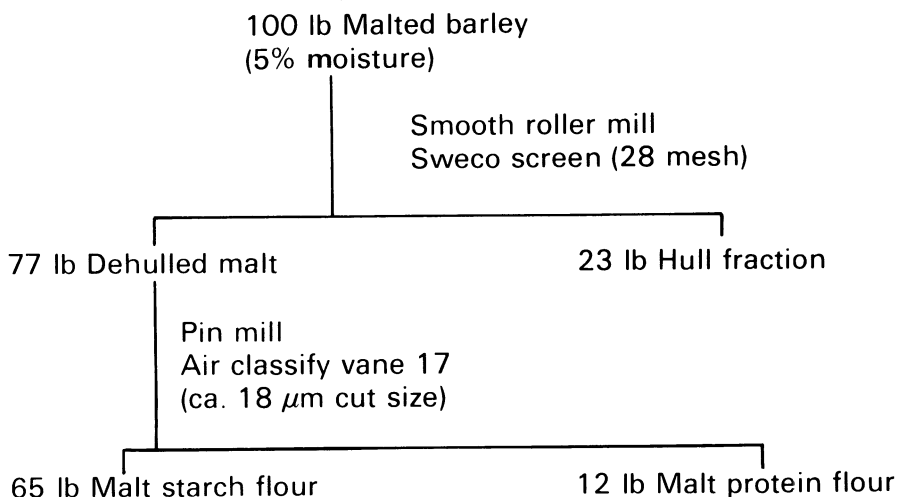 100 lb Malted barley
(5% moisture)
Smooth roller mill
Sweco screen (28 mesh)
77 lb Dehulled malt
23 lb Hull fraction
Pin mill
Air classify vane 17
(ca. 18 μm cut size)
65 lb Malt starch flour
12 lb Malt protein flour